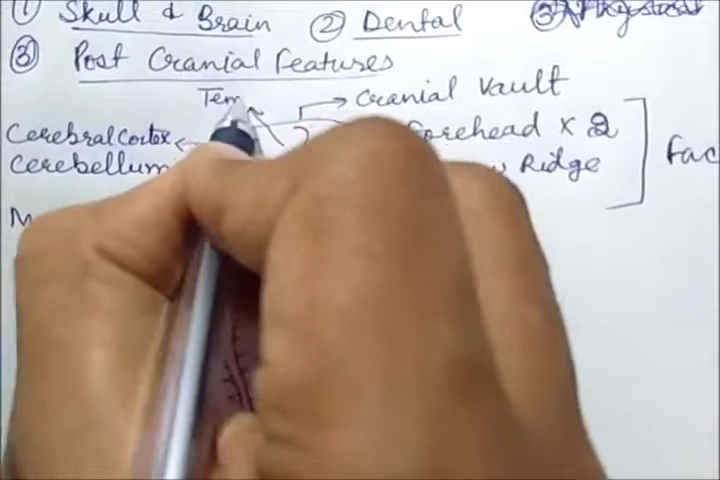 ① Skull & Brain ② Dental ③
③ Post Cranial Features
Tem
Cranial Vault
Cerebral Cortex
Forehead x 2
Cerebellum
Ridge
Fac
M